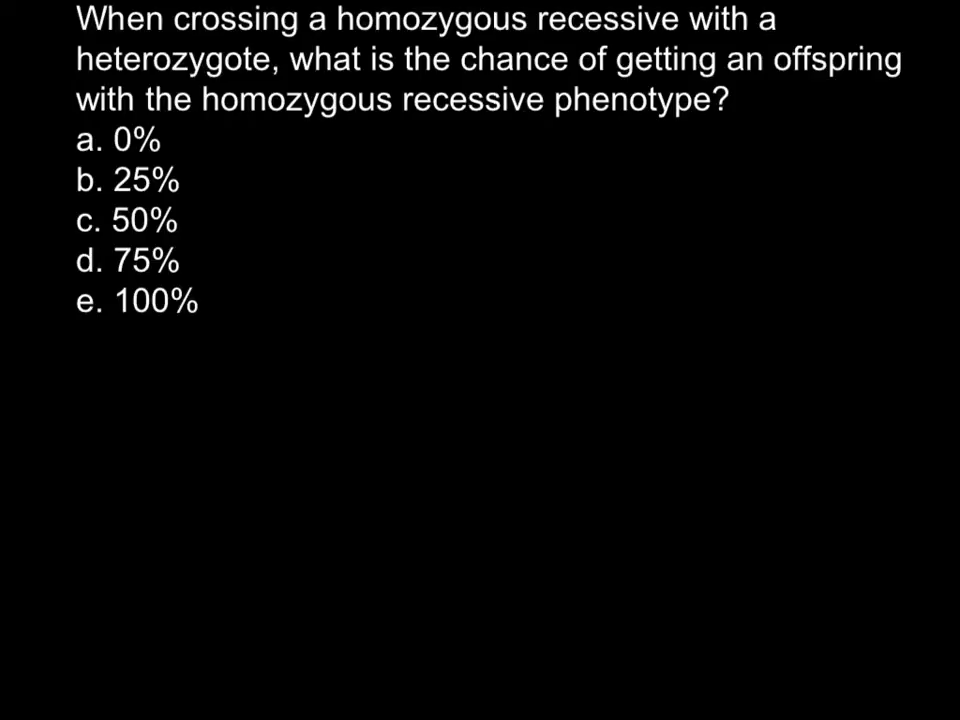 When crossing a homozygous recessive with a
heterozygote, what is the chance of getting an offspring
with the homozygous recessive phenotype?
a. 0%
b. 25%
c. 50%
d. 75%
e. 100%